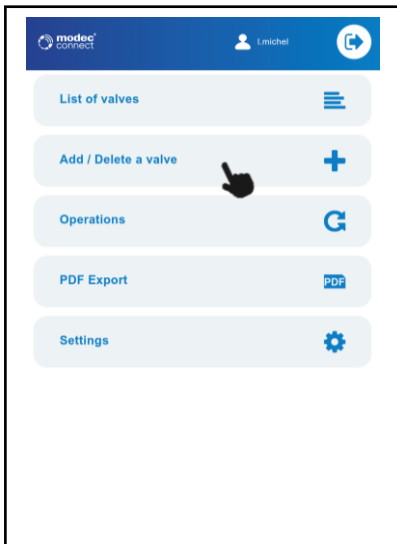 modec'
connect
l.michel
List of valves
Add / Delete a valve
Operations
PDF Export
PDF
Settings